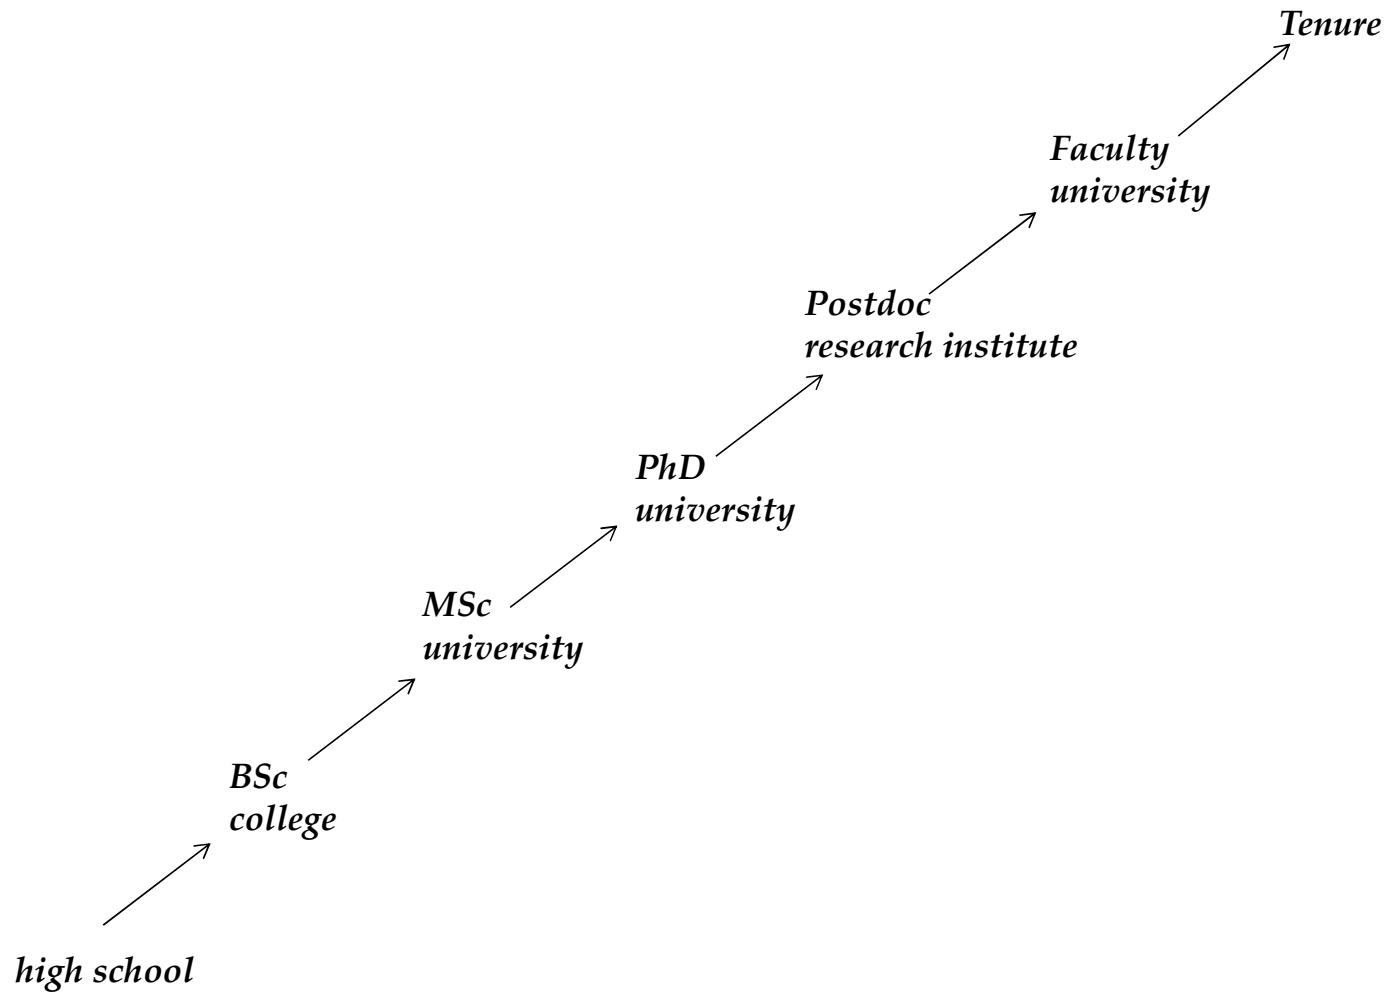 Tenure
Faculty
university
Postdoc
research institute
PhD
university
MSc
university
BSc
college
high school